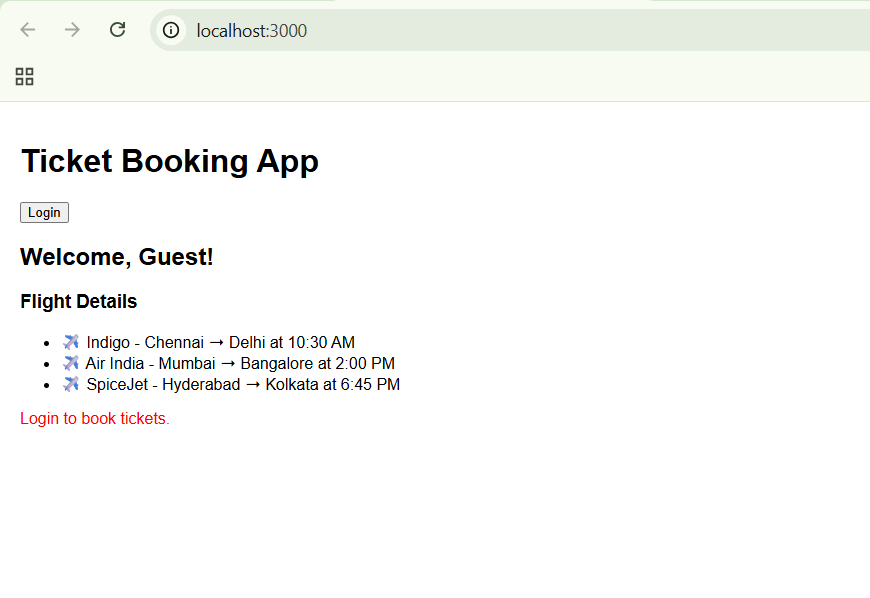 localhost:3000
Ticket Booking App
Login
Welcome, Guest!
Flight Details
• ✈️ Indigo - Chennai → Delhi at 10:30 AM
• ✈️ Air India - Mumbai → Bangalore at 2:00 PM
• ✈️ SpiceJet - Hyderabad → Kolkata at 6:45 PM
Login to book tickets.